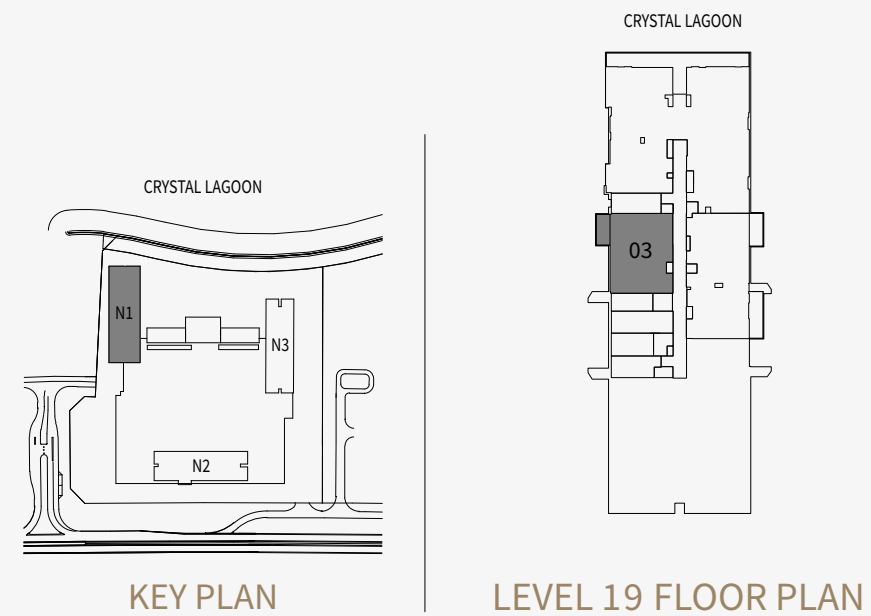 CRYSTAL LAGOON
N1
N3
N2
KEY PLAN
CRYSTAL LAGOON
03
LEVEL 19 FLOOR PLAN